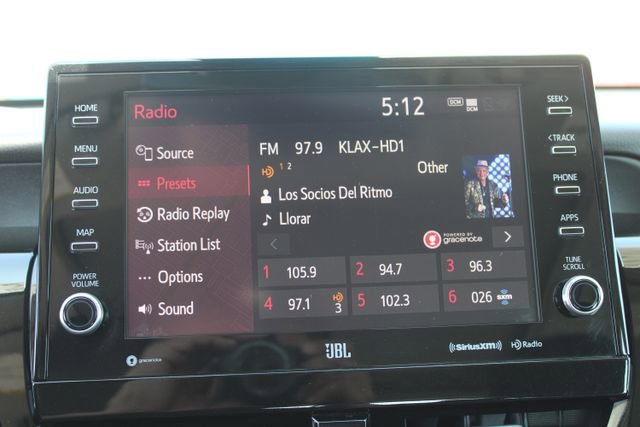 HOME
MENU
AUDIO
MAP
POWER
VOLUME
Radio
5:12
DCM
DCM
SEEK >
< TRACK
PHONE
APPS
TUNE
SCROLL
Source
Presets
Radio Replay
Station List
Options
Sound
FM 97.9 KLAX-HD1
HD 1 2
Other
Los Socios Del Ritmo
Llorar
POWERED BY
gracenote
1 105.9
2 94.7
3 96.3
4 97.1 HD 3
5 102.3
6 026 sxm
gracenote
JBL
((SiriusXM))
HD Radio